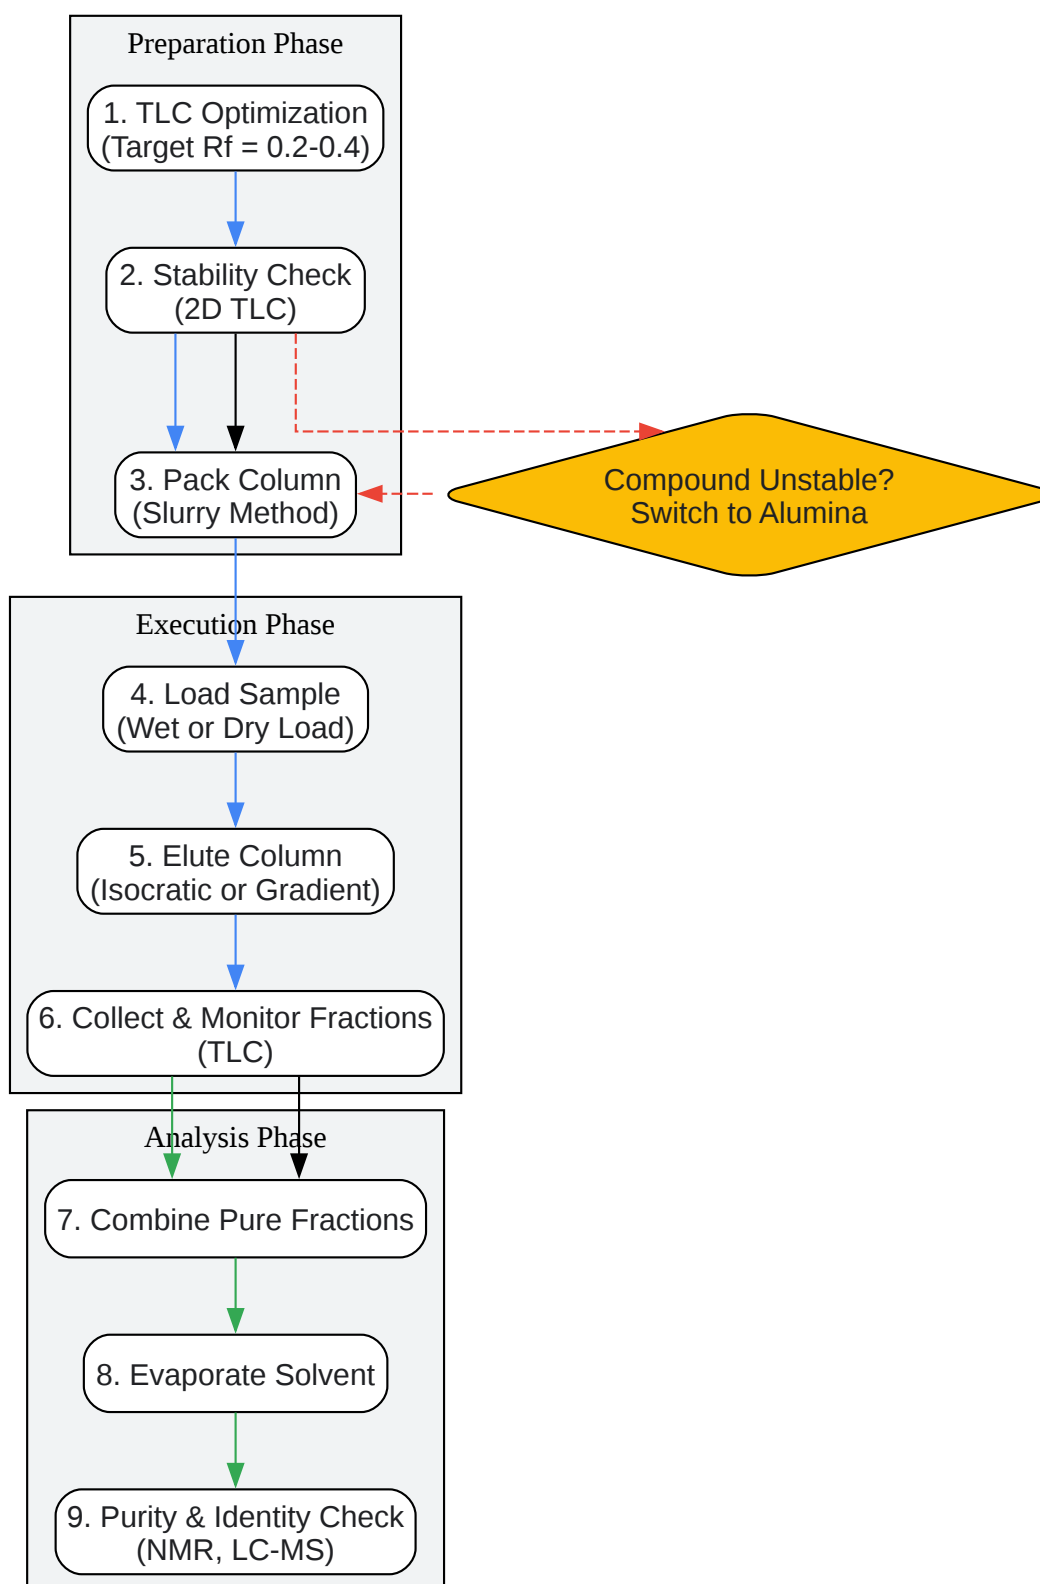 Preparation Phase
1. TLC Optimization
(Target Rf = 0.2-0.4)
2. Stability Check
(2D TLC)
3. Pack Column
(Slurry Method)
Compound Unstable?
Switch to Alumina
Execution Phase
4. Load Sample
(Wet or Dry Load)
5. Elute Column
(Isocratic or Gradient)
6. Collect & Monitor Fractions
(TLC)
Analysis Phase
7. Combine Pure Fractions
8. Evaporate Solvent
9. Purity & Identity Check
(NMR, LC-MS)